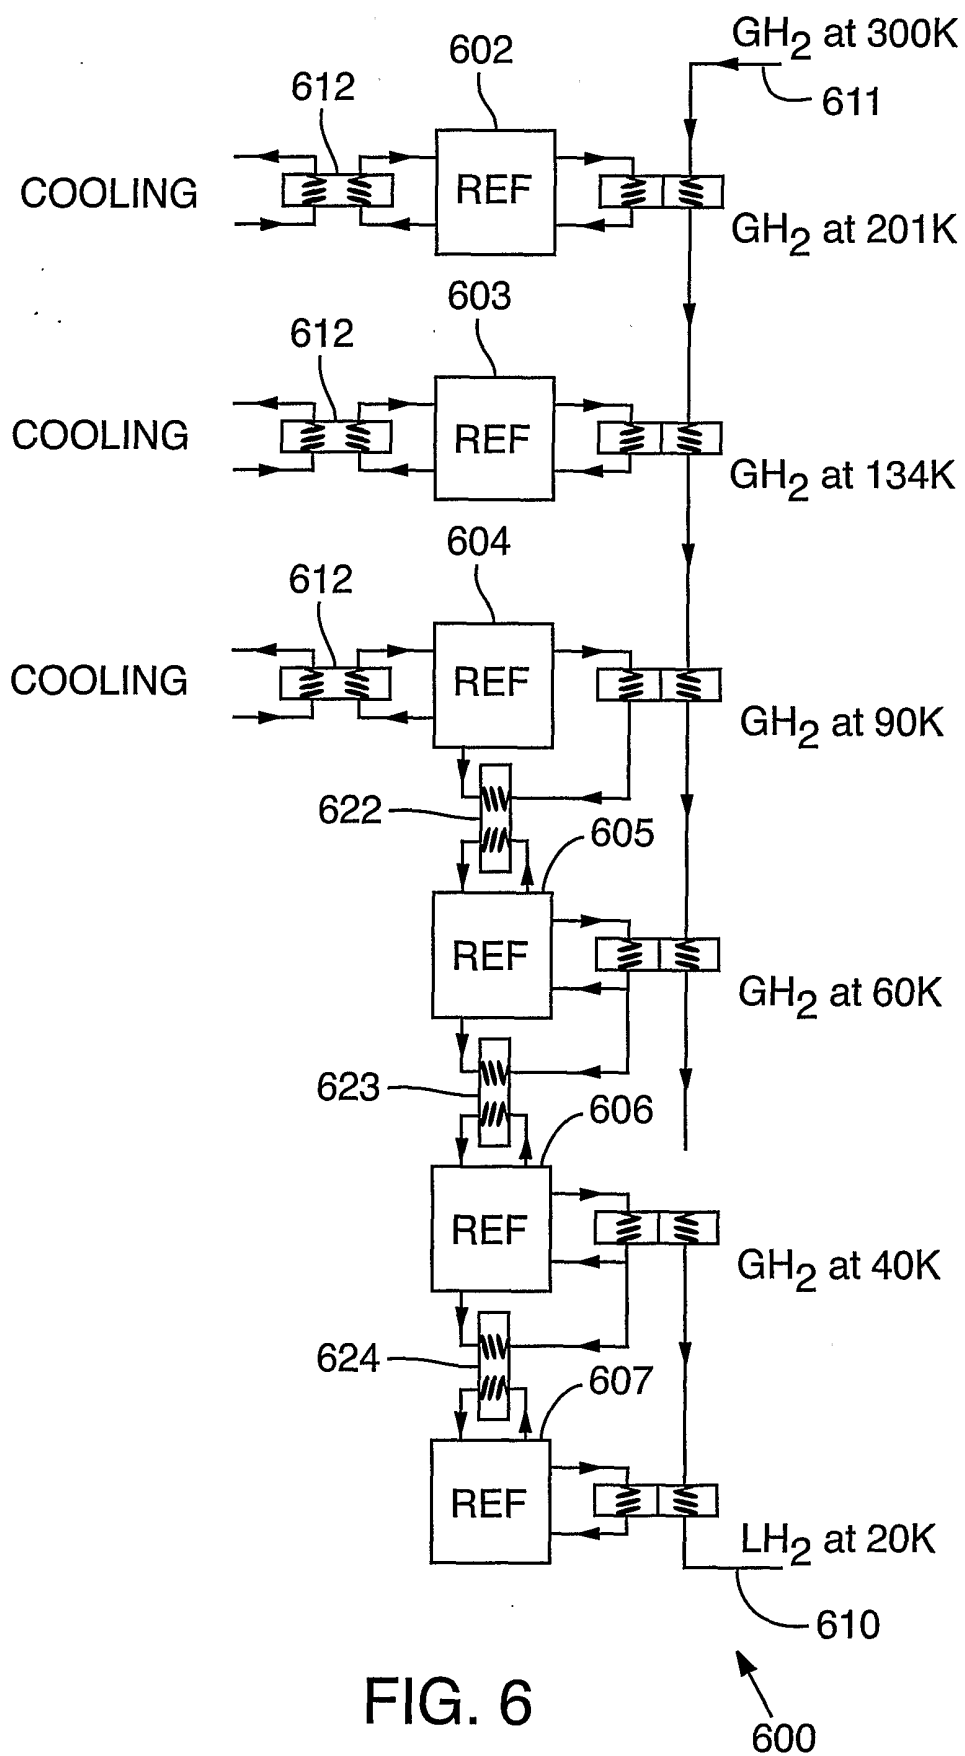 GH2 at 300K
602
611
612
COOLING
REF
GH2 at 201K
603
612
COOLING
REF
GH2 at 134K
604
612
COOLING
REF
GH2 at 90K
622
605
REF
GH2 at 60K
623
606
REF
GH2 at 40K
624
607
REF
LH2 at 20K
610
FIG. 6
600